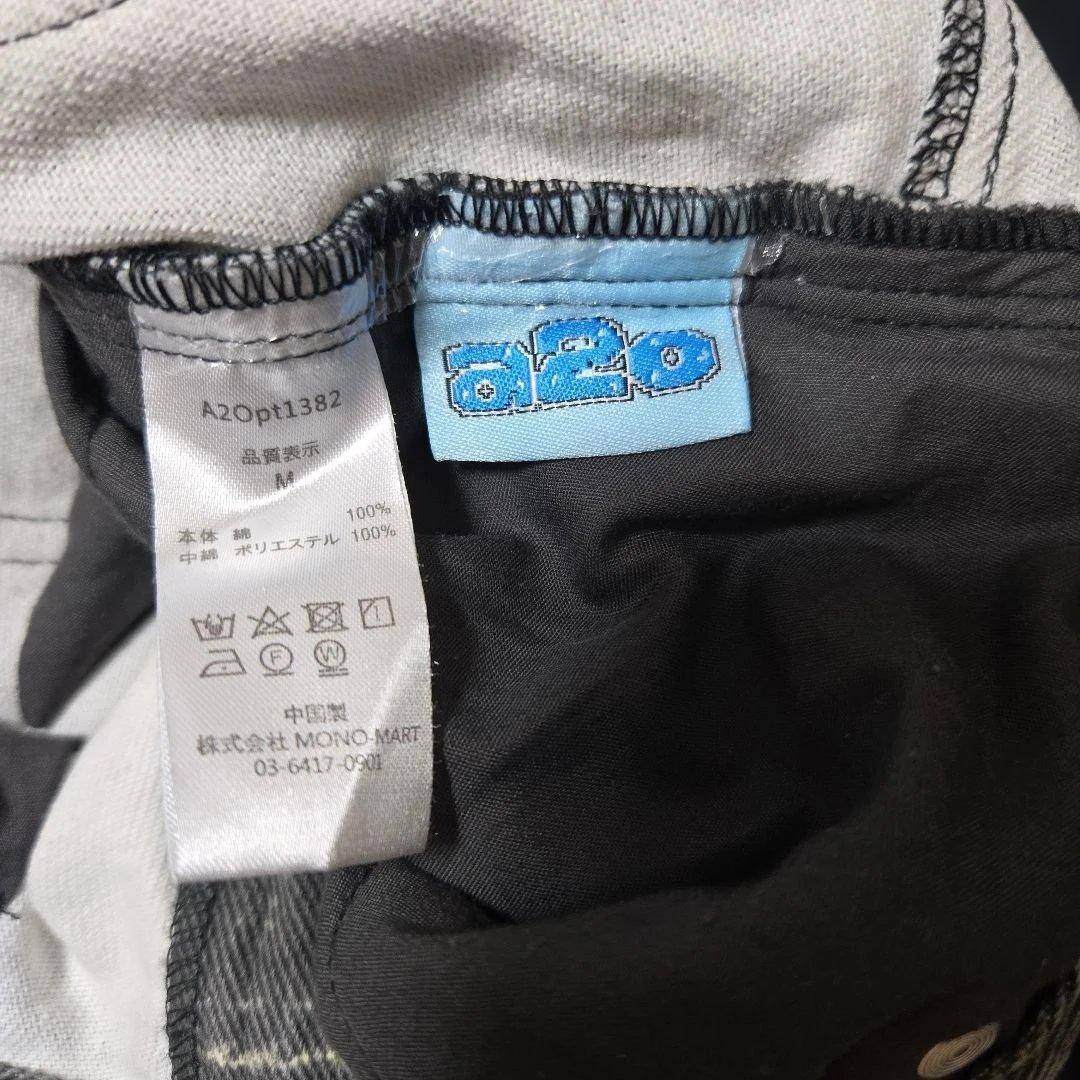 A2Opt1382
品質表示
M
本体 綿 100%
中綿 ポリエステル 100%
F W
中国製
株式会社 MONO-MART
03-6417-0901
a20